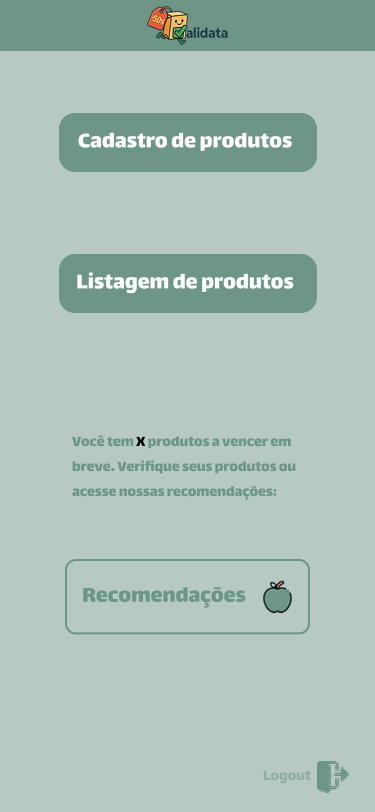 50%
alidata
Cadastro de produtos
Listagem de produtos
Você tem X produtos a vencer em
breve. Verifique seus produtos ou
acesse nossas recomendações:
Recomendações
Logout